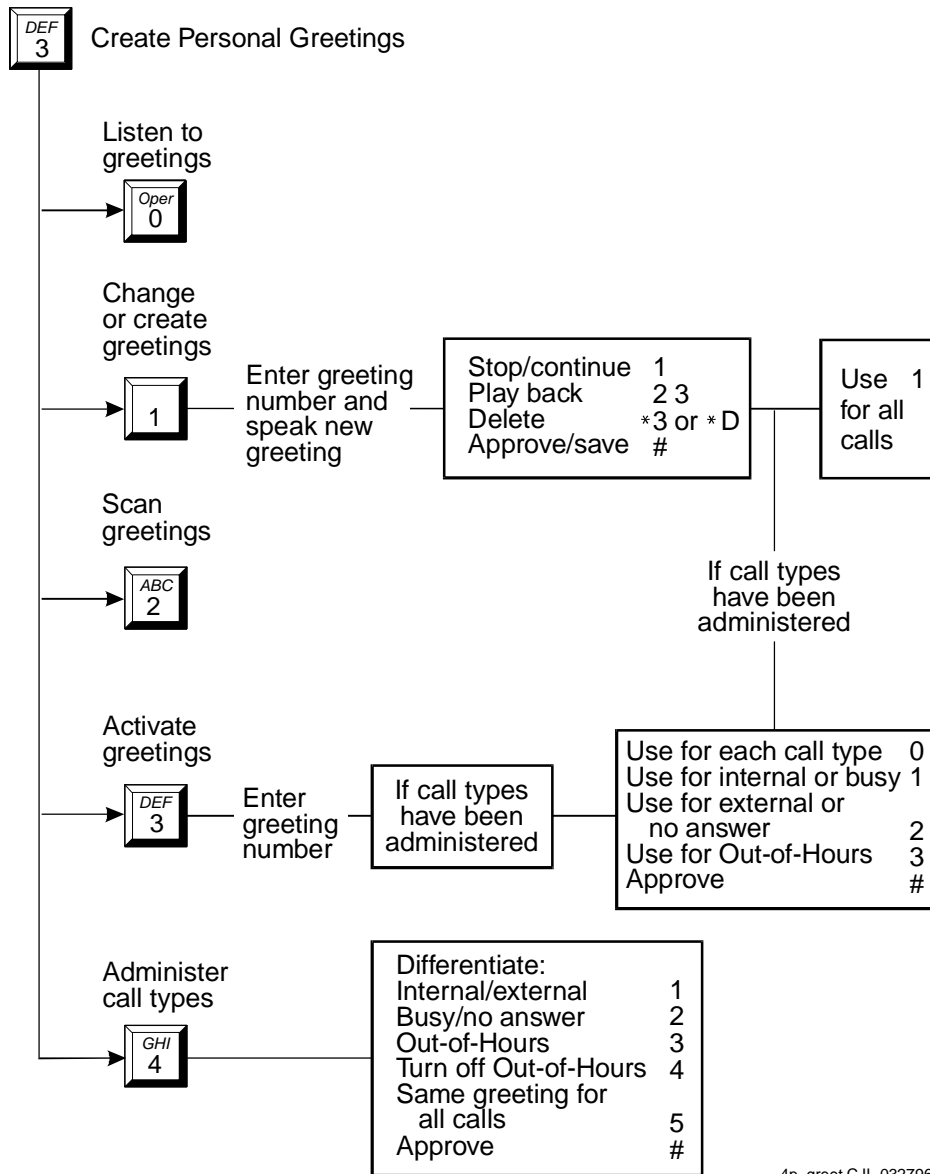 DEF
3
Create Personal Greetings
Listen to
greetings
Oper
0
Change
or create
greetings
1
Enter greeting
number and
speak new
greeting
Stop/continue 1
Play back 2 3
Delete *3 or *D
Approve/save #
Use 1
for all
calls
Scan
greetings
ABC
2
If call types
have been
administered
Activate
greetings
DEF
3
Enter
greeting
number
If call types
have been
administered
Use for each call type 0
Use for internal or busy 1
Use for external or
no answer 2
Use for Out-of-Hours 3
Approve #
Administer
call types
GHI
4
Differentiate:
Internal/external 1
Busy/no answer 2
Out-of-Hours 3
Turn off Out-of-Hours 4
Same greeting for
all calls 5
Approve #